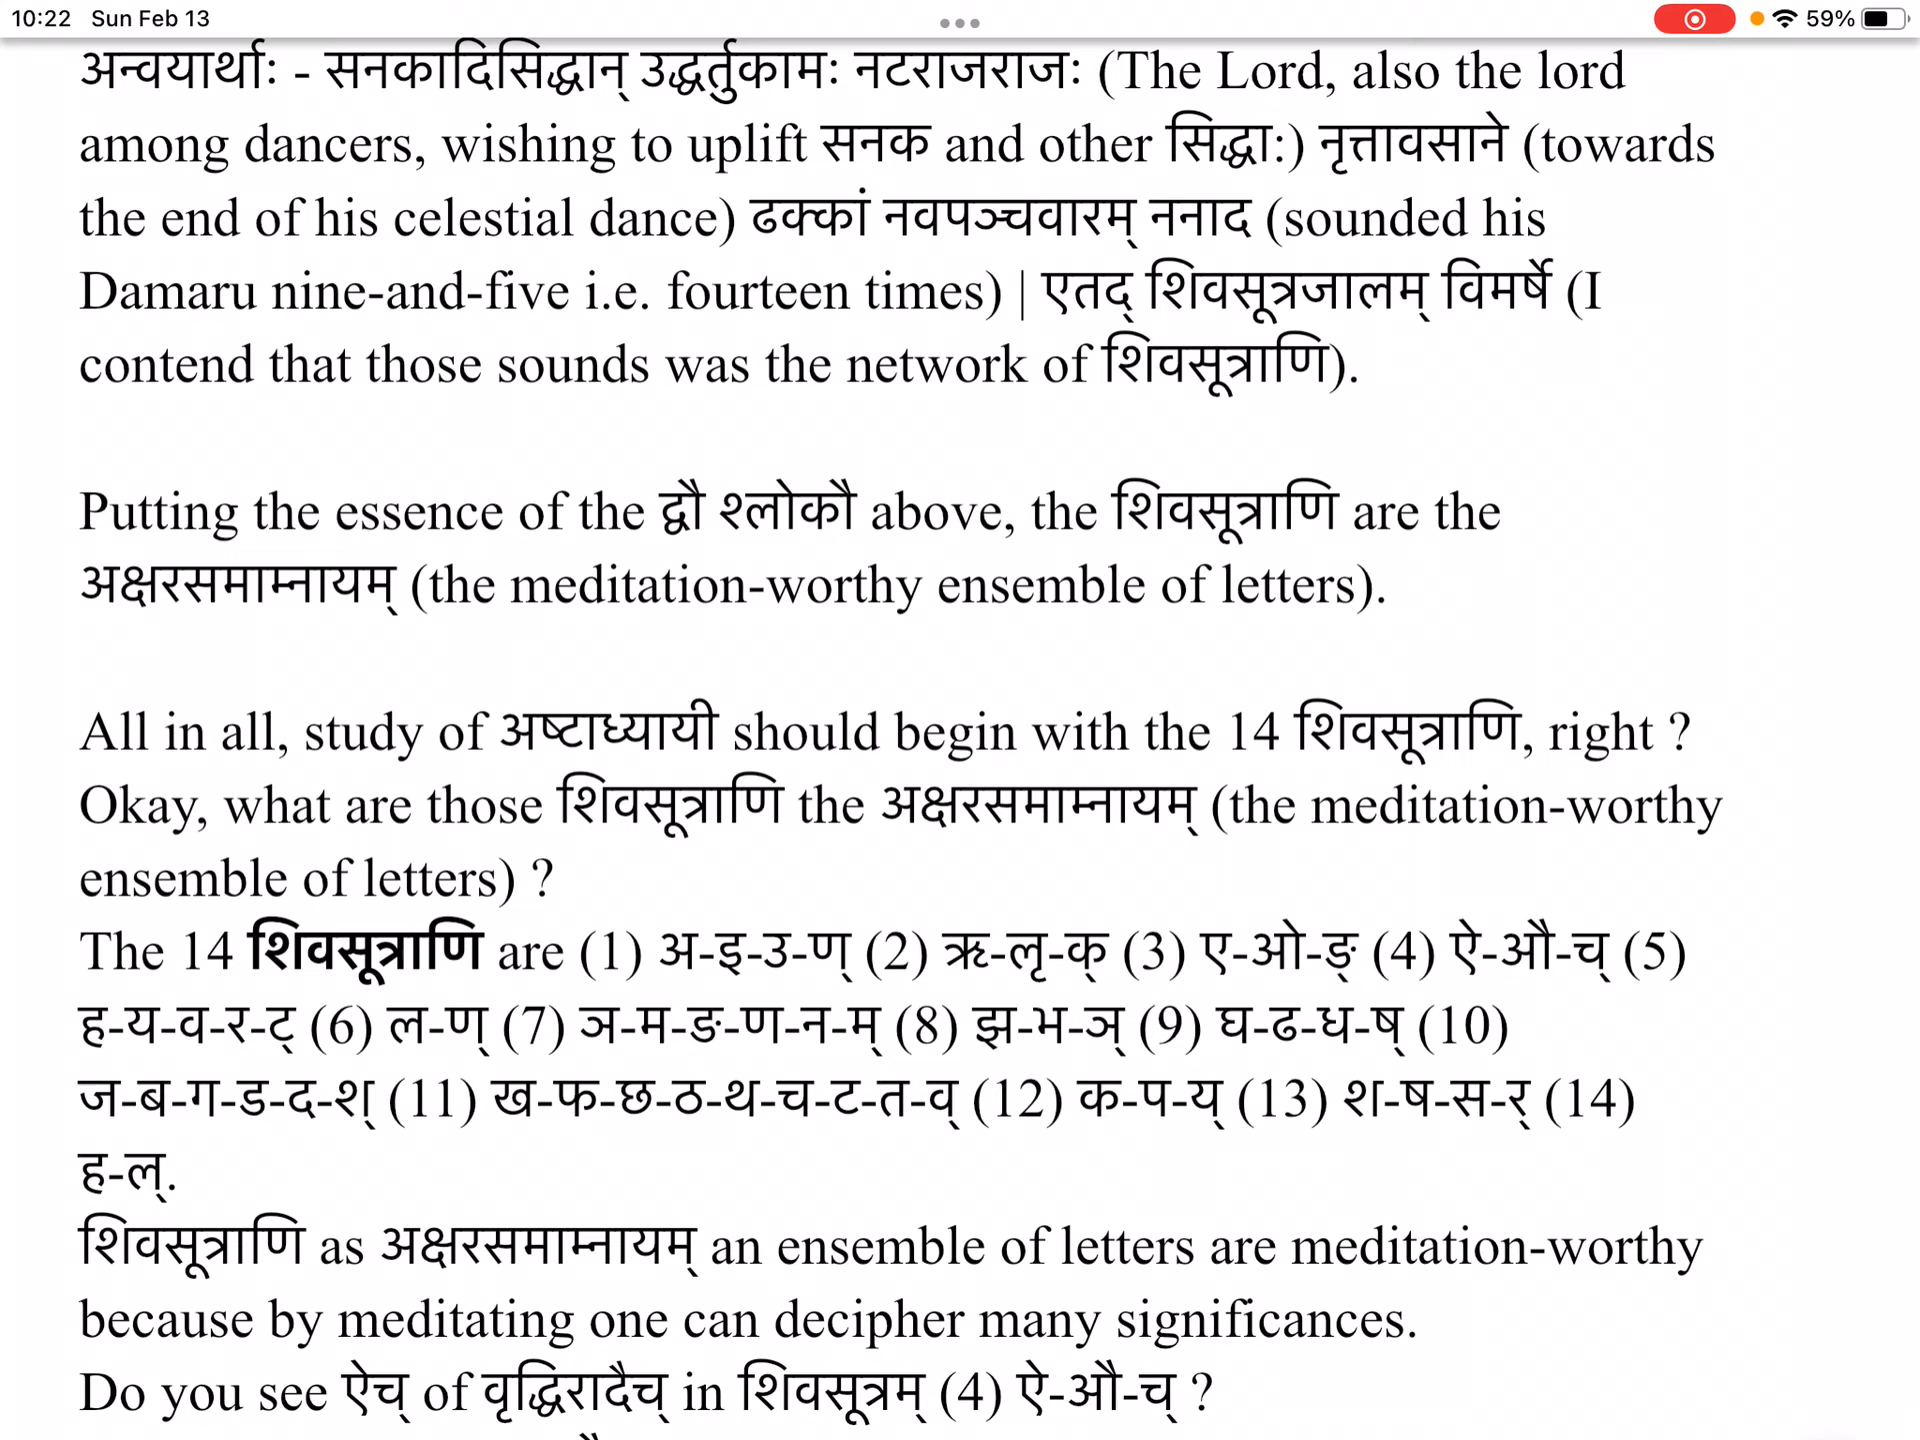 10:22 Sun Feb 13 59%
अन्वयार्थाः - सनकादिसिद्धान् उद्धर्तुकामः नटराजराजः (The Lord, also the lord
among dancers, wishing to uplift सनक and other सिद्धा:) नृत्तावसाने (towards
the end of his celestial dance) ढक्कां नवपञ्चवारम् ननाद (sounded his
Damaru nine-and-five i.e. fourteen times) | एतद् शिवसूत्रजालम् विमर्षे (I
contend that those sounds was the network of शिवसूत्राणि).
Putting the essence of the द्वौ श्लोकौ above, the शिवसूत्राणि are the
अक्षरसमाम्नायम् (the meditation-worthy ensemble of letters).
All in all, study of अष्टाध्यायी should begin with the 14 शिवसूत्राणि, right ?
Okay, what are those शिवसूत्राणि the अक्षरसमाम्नायम् (the meditation-worthy
ensemble of letters) ?
The 14 शिवसूत्राणि are (1) अ-इ-उ-ण् (2) ऋ-लृ-क् (3) ए-ओ-ङ् (4) ऐ-औ-च् (5)
ह-य-व-र-ट् (6) ल-ण् (7) ञ-म-ङ-ण-न-म् (8) झ-भ-ञ् (9) घ-ढ-ध-ष् (10)
ज-ब-ग-ड-द-श् (11) ख-फ-छ-ठ-थ-च-ट-त-व् (12) क-प-य् (13) श-ष-स-र् (14)
ह-ल्.
शिवसूत्राणि as अक्षरसमाम्नायम् an ensemble of letters are meditation-worthy
because by meditating one can decipher many significances.
Do you see ऐच् of वृद्धिरादैच् in शिवसूत्रम् (4) ऐ-औ-च् ?